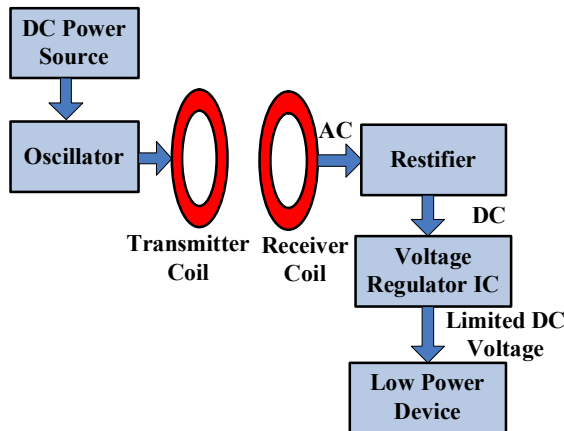 DC Power
Source
Oscillator
Transmitter
Coil
Receiver
Coil
AC
Restifier
DC
Voltage
Regulator IC
Limited DC
Voltage
Low Power
Device